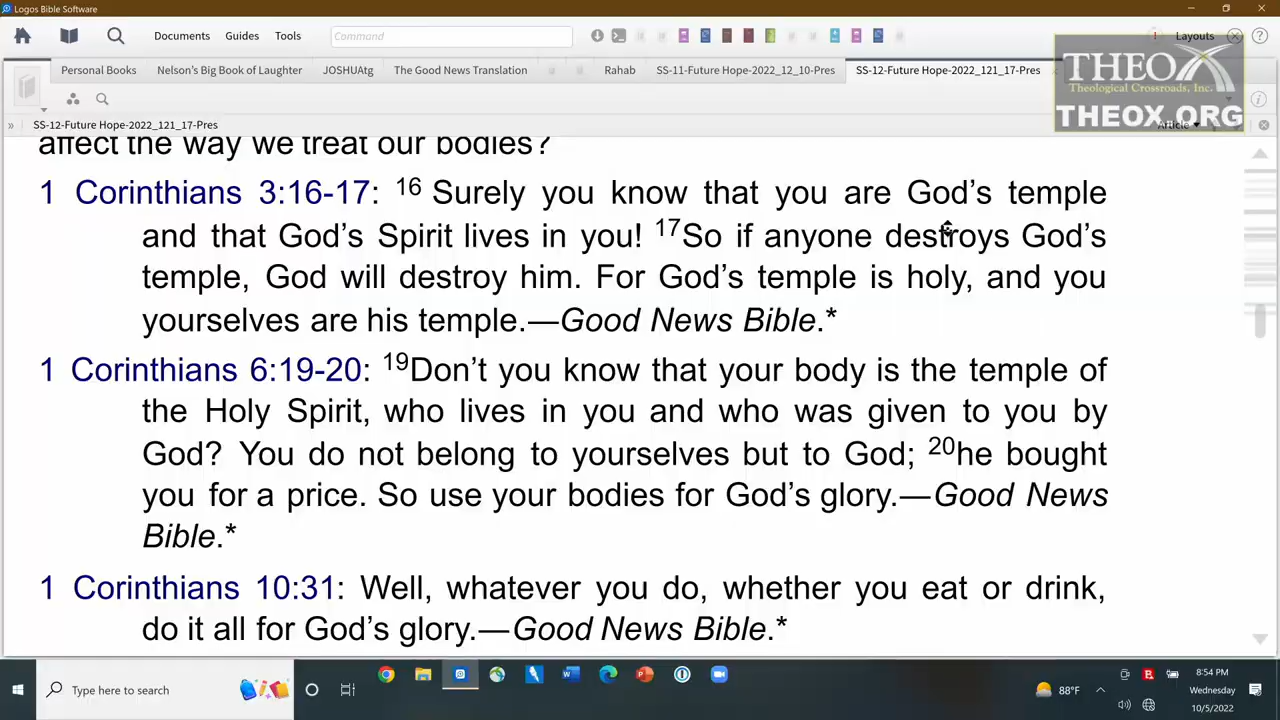 Logos Bible Software
Documents Guides Tools Command Layouts
Personal Books Nelson's Big Book of Laughter JOSHUAtg The Good News Translation Rahab SS-11-Future Hope-2022_12_10-Pres SS-12-Future Hope-2022_121_17-Pres
THEOX
Theological Crossroads, Inc.
THEOX.ORG
SS-12-Future Hope-2022_121_17-Pres Article
affect the way we treat our bodies?
1 Corinthians 3:16-17: 16 Surely you know that you are God's temple
and that God's Spirit lives in you! 17So if anyone destroys God's
temple, God will destroy him. For God's temple is holy, and you
yourselves are his temple.—Good News Bible.*
1 Corinthians 6:19-20: 19Don't you know that your body is the temple of
the Holy Spirit, who lives in you and who was given to you by
God? You do not belong to yourselves but to God; 20he bought
you for a price. So use your bodies for God's glory.—Good News
Bible.*
1 Corinthians 10:31: Well, whatever you do, whether you eat or drink,
do it all for God's glory.—Good News Bible.*
Type here to search
88°F
8:54 PM
Wednesday
10/5/2022